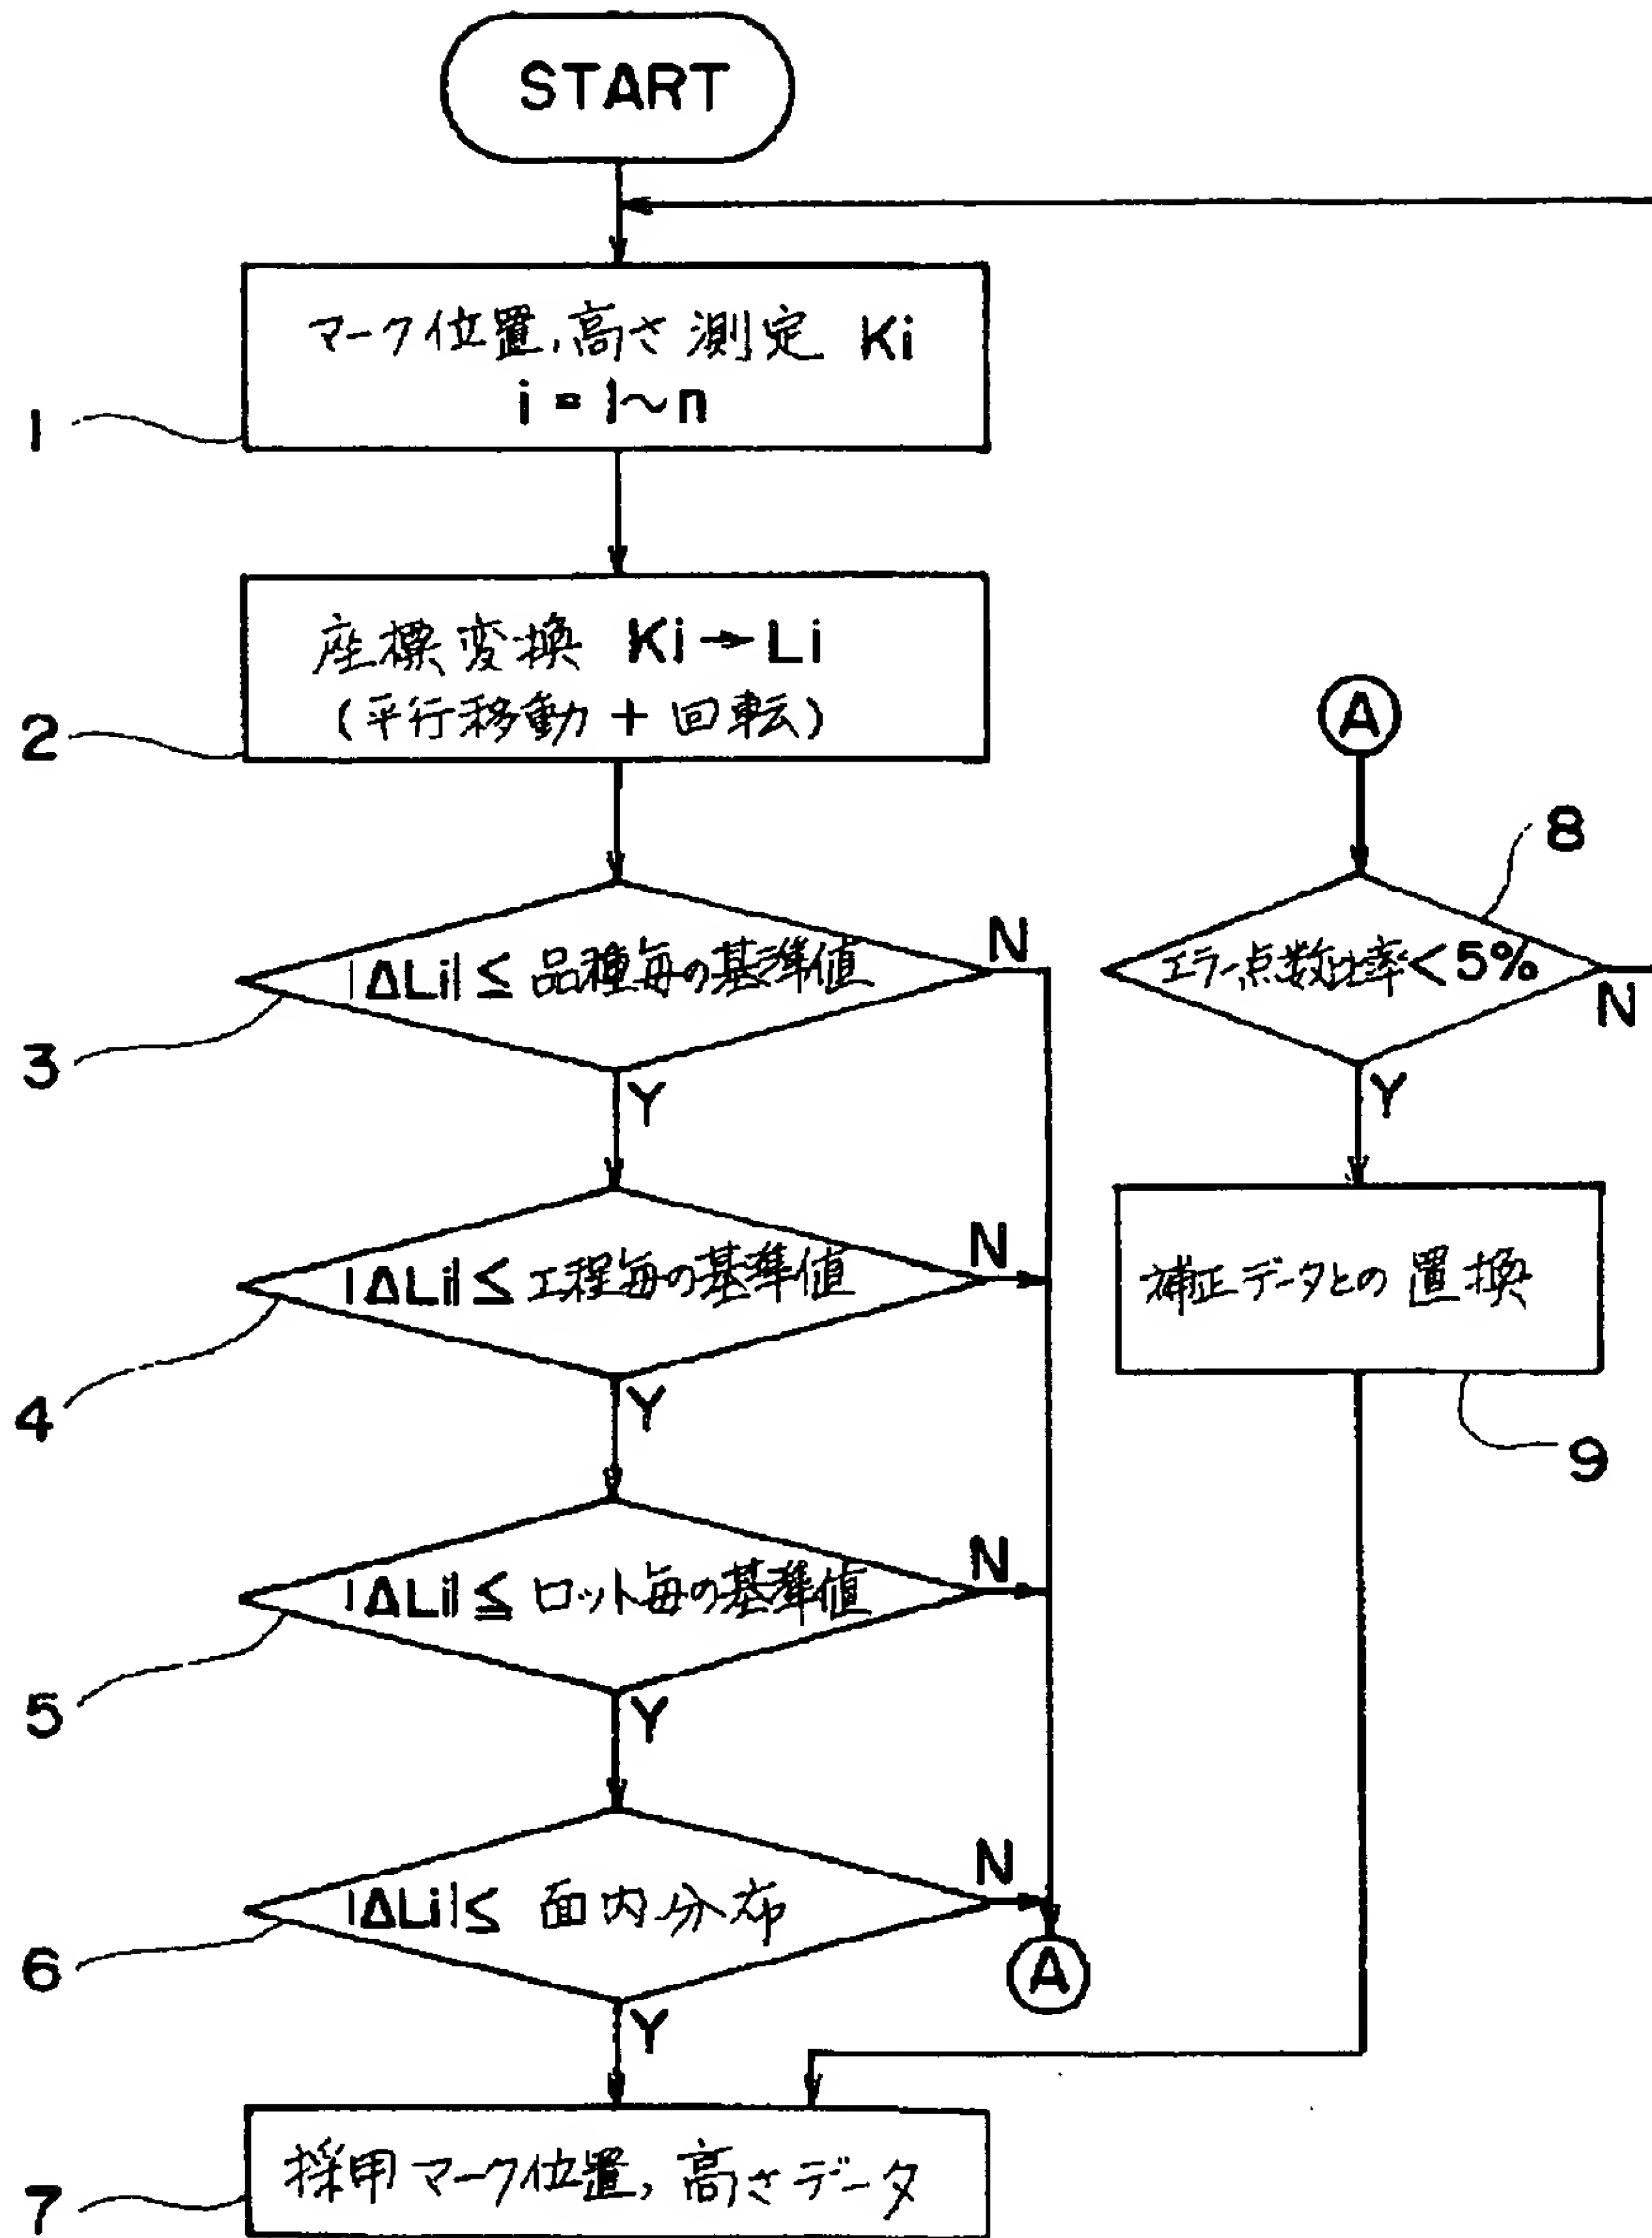 START
マーク位置,高さ測定 Ki
i = 1~n
1
座標変換 Ki→Li
(平行移動 + 回転)
2
|ΔLi| ≦ 品種毎の基準値
N
3
Y
|ΔLi| ≦ 工程毎の基準値
N
4
Y
|ΔLi| ≦ ロット毎の基準値
N
5
Y
|ΔLi| ≦ 面内分布
N
6
A
Y
採用マーク位置,高さデータ
7
A
8
エラー点数比率<5%
N
Y
補正データとの置換
9